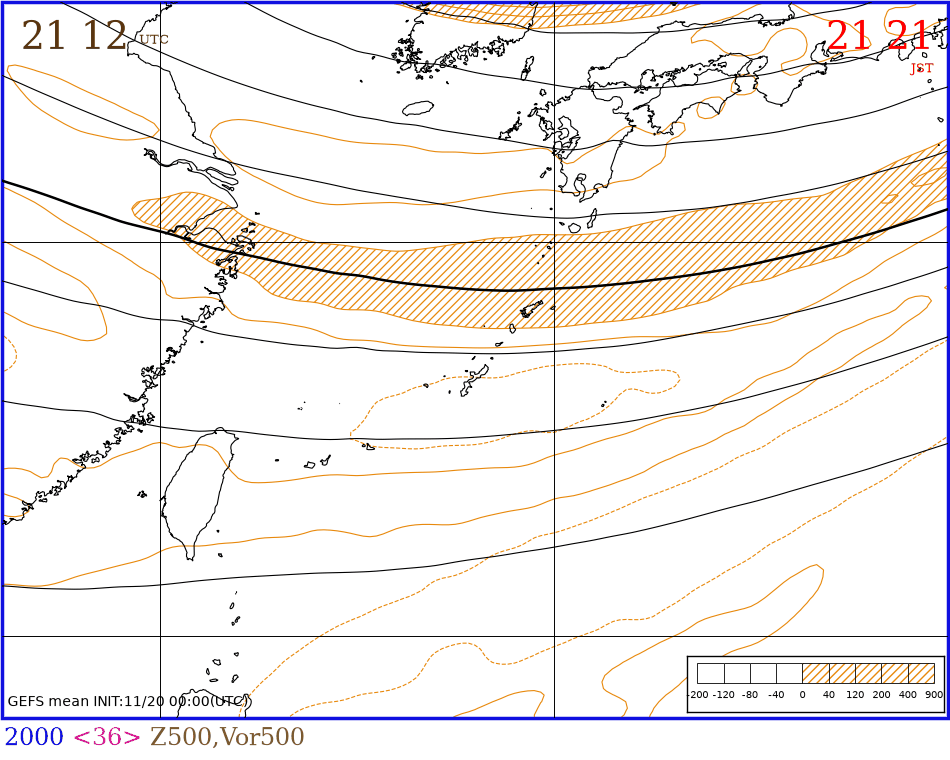 21 12 UTC 21 21
JST
-200 -120 -80 -40 0 40 120 200 400 900
GEFS mean INIT:11/20 00:00(UTC)
2000 <36> Z500,Vor500